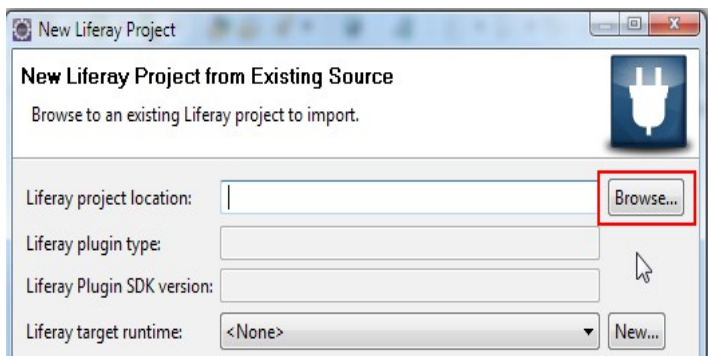 New Liferay Project
New Liferay Project from Existing Source
Browse to an existing Liferay project to import.
Liferay project location:
Browse...
Liferay plugin type:
Liferay Plugin SDK version:
Liferay target runtime:
<None>
New...